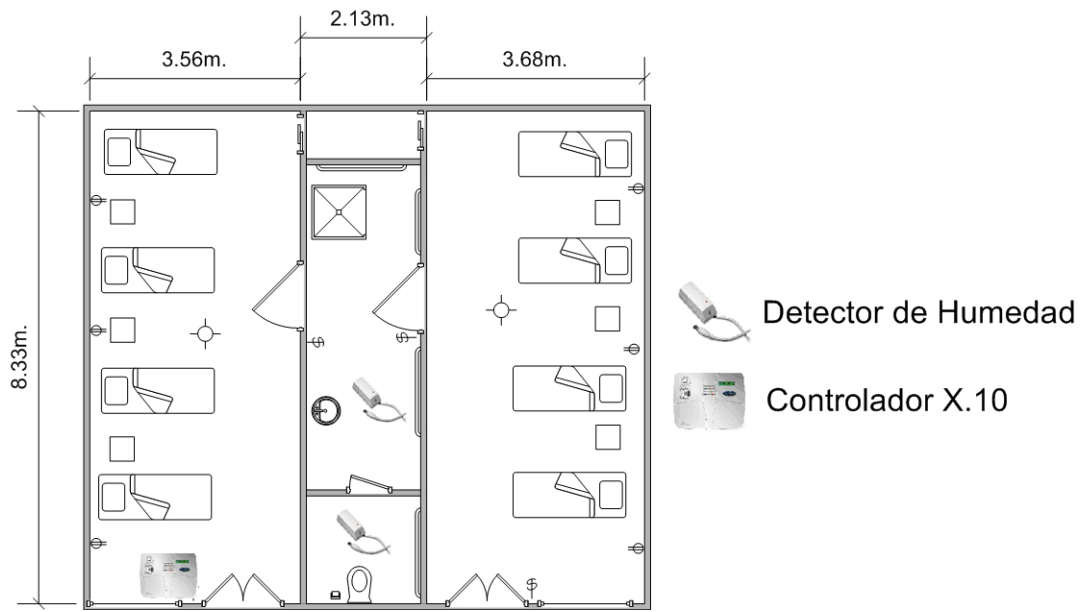 2.13m.
3.56m.
3.68m.
8.33m.
Detector de Humedad
Controlador X.10